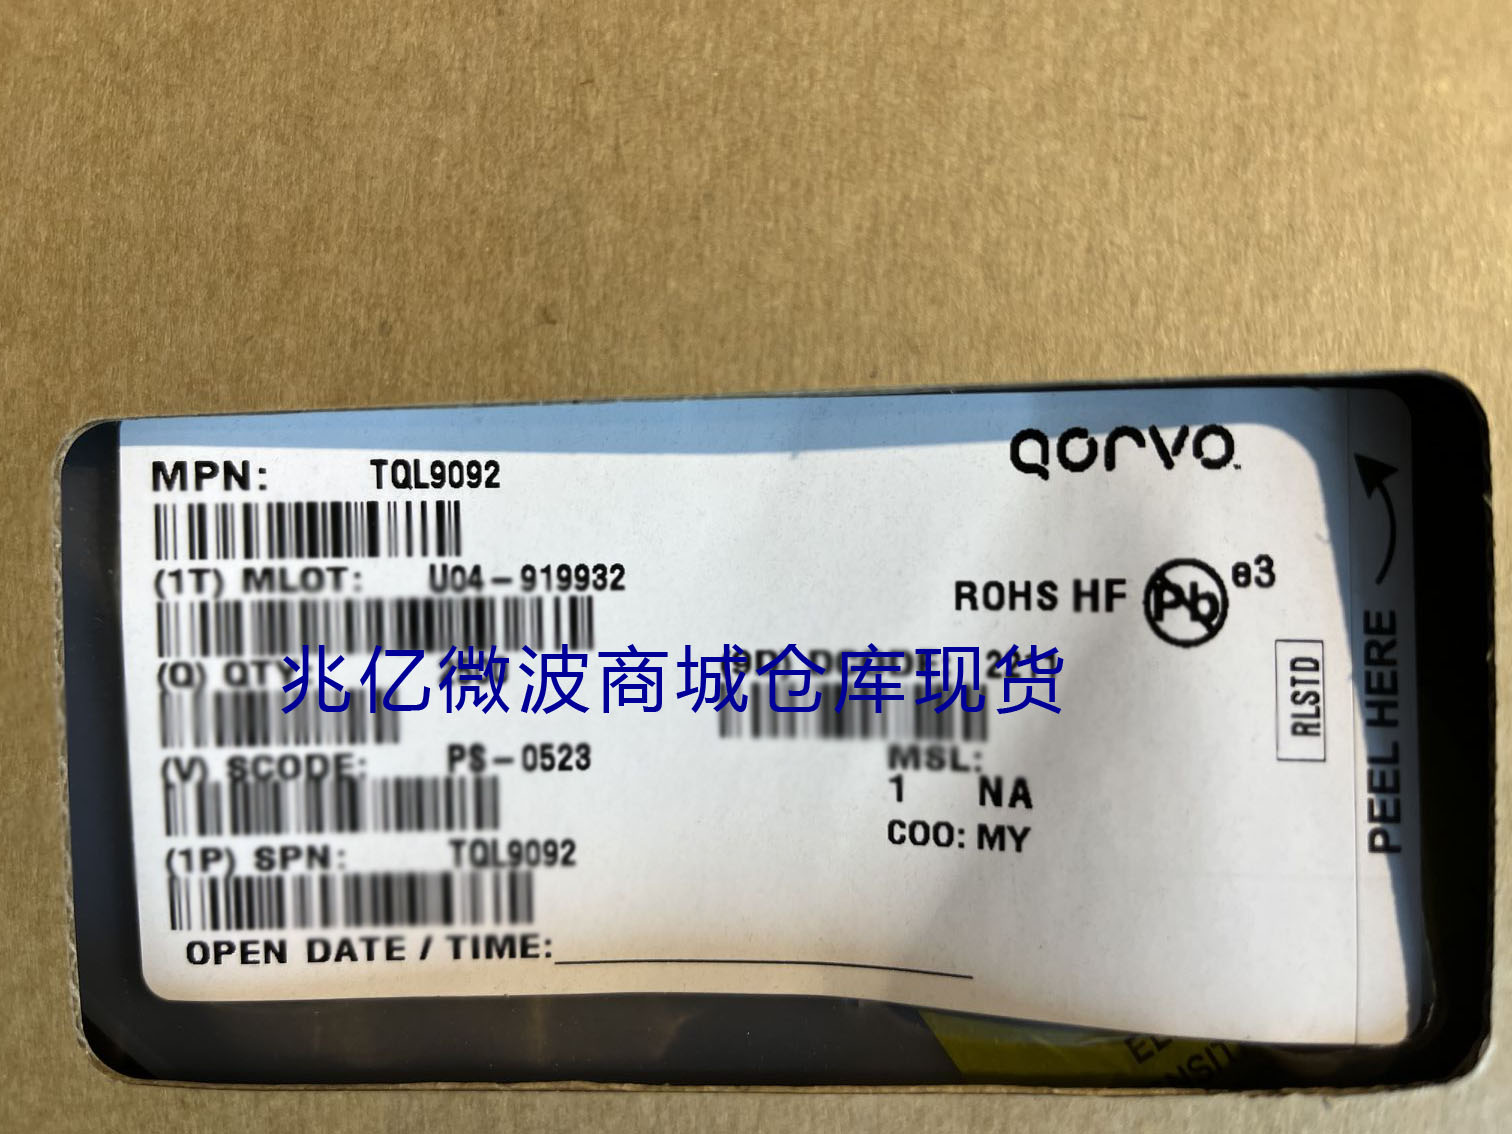 qorvo
MPN: TQL9092
(1T) MLOT: U04-919932
ROHS HF Pb e3
(Q) QTY
兆亿微波商城仓库现货
(V) SCODE: PS-0523
MSL:
1 NA
COO: MY
(1P) SPN: TQL9092
OPEN DATE / TIME:
RLSTD
PEEL HERE